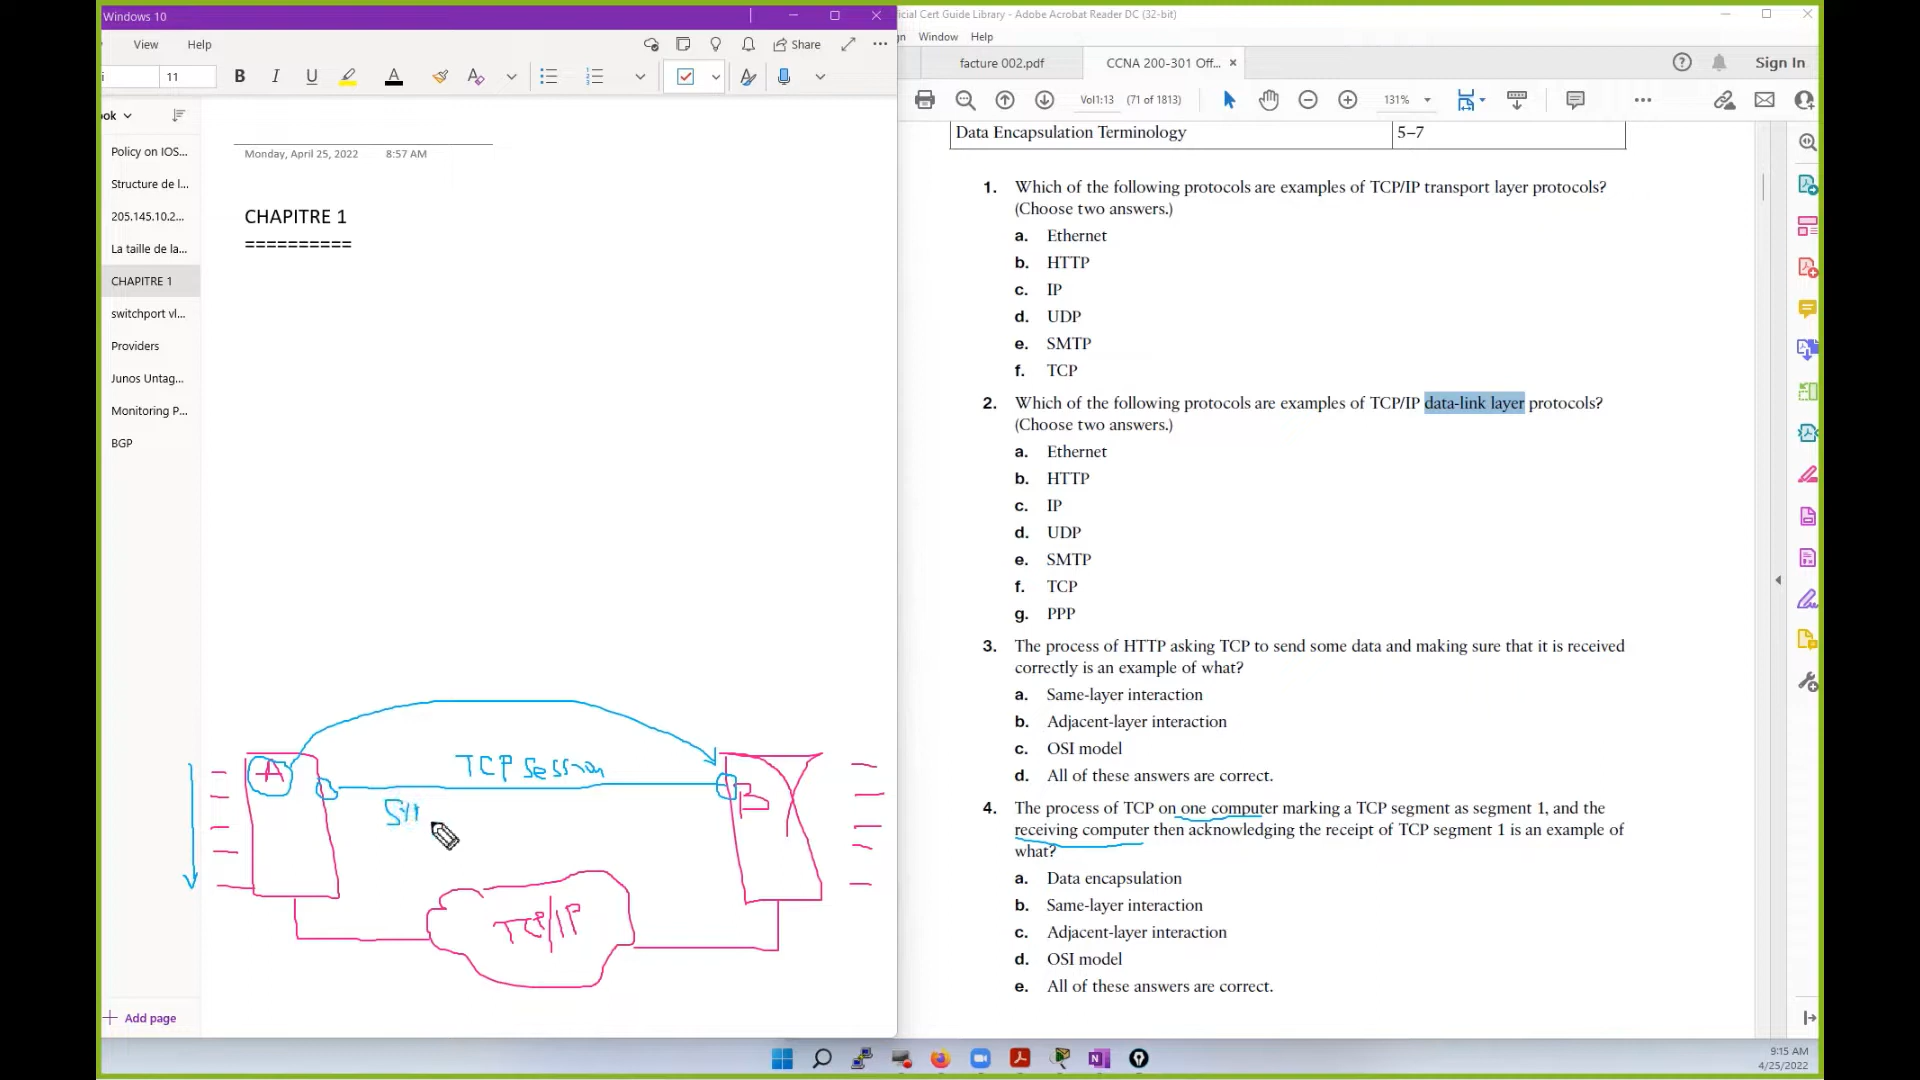 Windows 10
View Help
Share
11
B I U
Policy on IOS...
Structure de l...
205.145.10.2...
La taille de la...
CHAPITRE 1
switchport vl...
Providers
Junos Untag...
Monitoring P...
BGP
Add page
Monday, April 25, 2022 8:57 AM
CHAPITRE 1
==========
A
TCP Session
B
TCP/IP
icial Cert Guide Library - Adobe Acrobat Reader DC (32-bit)
Window Help
facture 002.pdf
CCNA 200-301 Off...
Sign In
Vol1:13 (71 of 1813)
131%
Data Encapsulation Terminology 5–7
1. Which of the following protocols are examples of TCP/IP transport layer protocols?
(Choose two answers.)
a. Ethernet
b. HTTP
c. IP
d. UDP
e. SMTP
f. TCP
2. Which of the following protocols are examples of TCP/IP data-link layer protocols?
(Choose two answers.)
a. Ethernet
b. HTTP
c. IP
d. UDP
e. SMTP
f. TCP
g. PPP
3. The process of HTTP asking TCP to send some data and making sure that it is received
correctly is an example of what?
a. Same-layer interaction
b. Adjacent-layer interaction
c. OSI model
d. All of these answers are correct.
4. The process of TCP on one computer marking a TCP segment as segment 1, and the
receiving computer then acknowledging the receipt of TCP segment 1 is an example of
what?
a. Data encapsulation
b. Same-layer interaction
c. Adjacent-layer interaction
d. OSI model
e. All of these answers are correct.
9:15 AM
4/25/2022